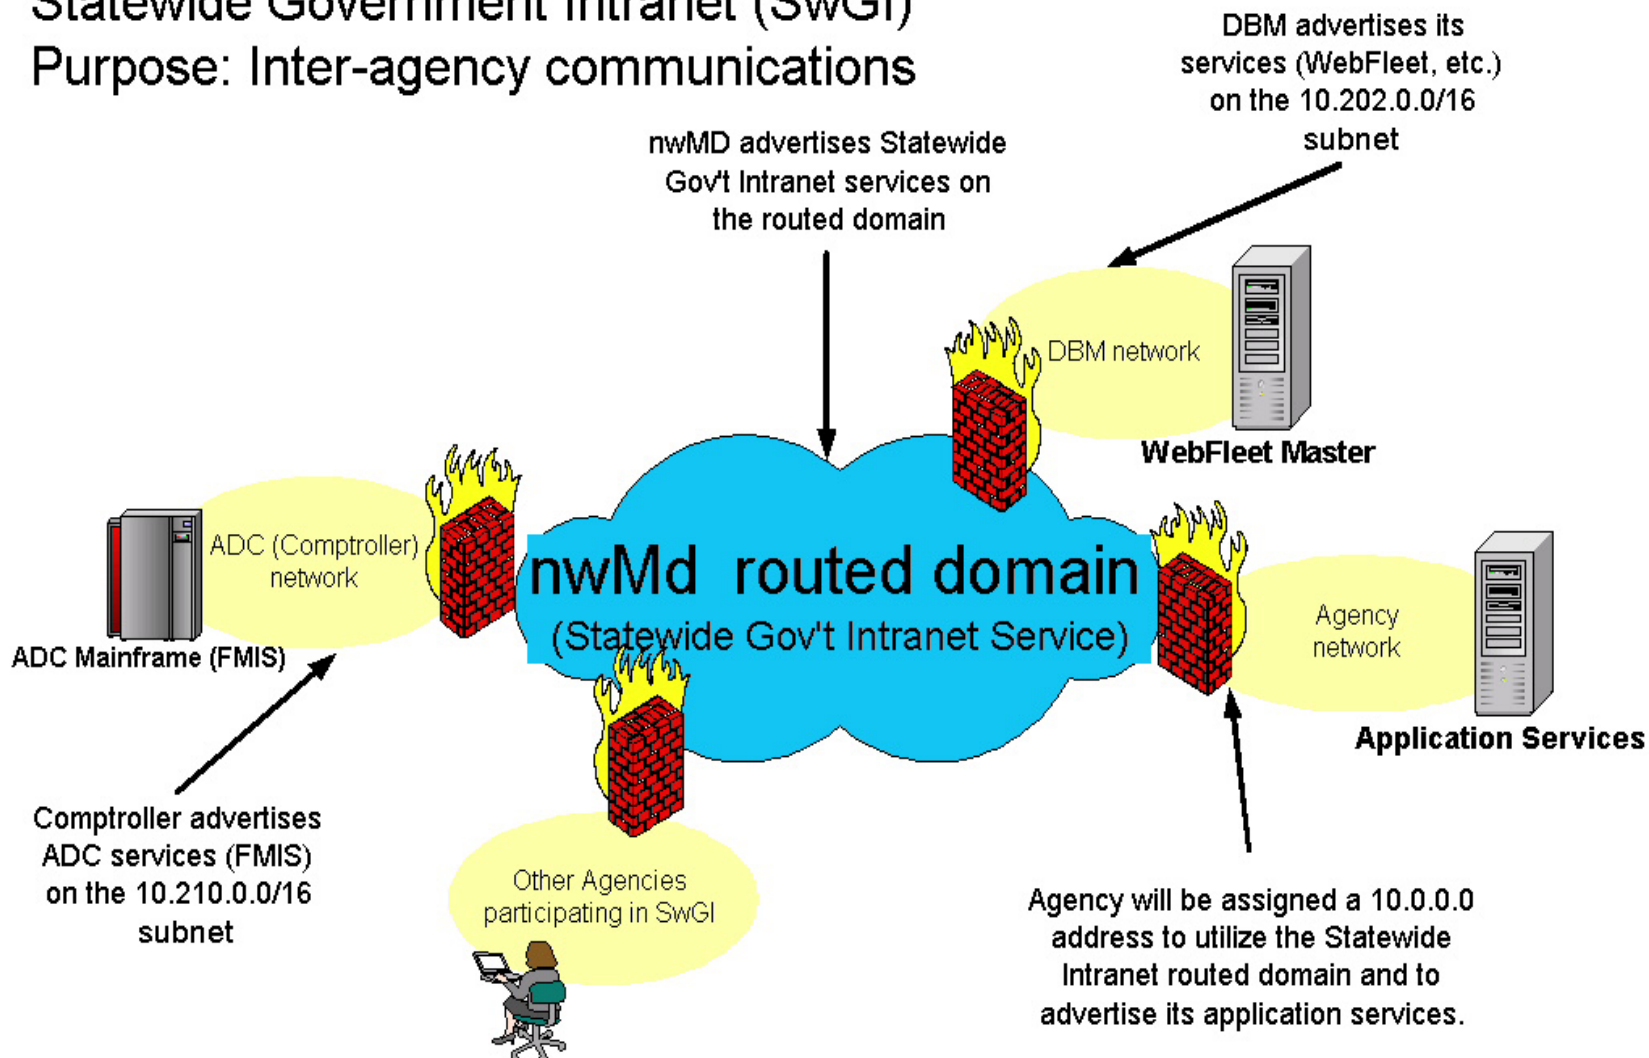 Statewide Government Intranet (SwGI)
Purpose: Inter-agency communications
DBM advertises its
services (WebFleet, etc.)
on the 10.202.0.0/16
subnet
nwMD advertises Statewide
Gov't Intranet services on
the routed domain
DBM network
WebFleet Master
ADC (Comptroller)
network
ADC Mainframe (FMIS)
nwMd routed domain
(Statewide Gov't Intranet Service)
Agency
network
Application Services
Comptroller advertises
ADC services (FMIS)
on the 10.210.0.0/16
subnet
Other Agencies
participating in SwGI
Agency will be assigned a 10.0.0.0
address to utilize the Statewide
Intranet routed domain and to
advertise its application services.